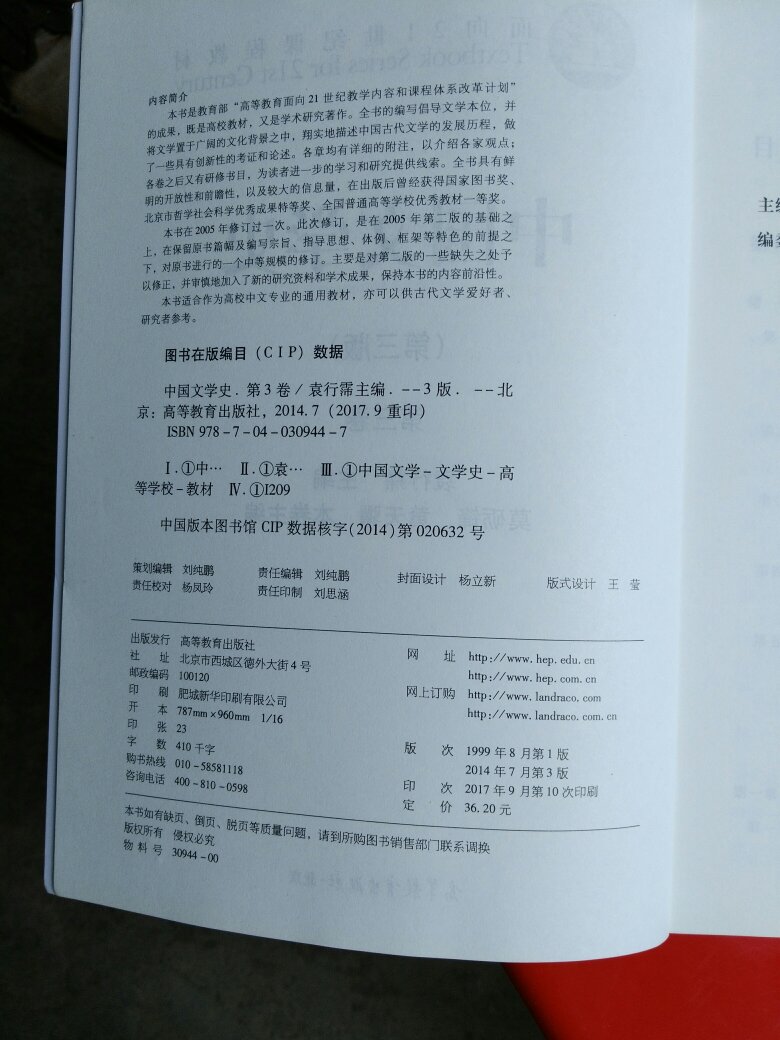 内容简介
本书是教育部“高等教育面向21世纪教学内容和课程体系改革计划”
的成果，既是高校教材，又是学术研究著作。全书的编写倡导文学本位，并
将文学置于广阔的文化背景之中，翔实地描述中国古代文学的发展历程，做
了一些具有创新性的考证和论述。各章均有详细的附注，以介绍各家观点；
各卷之后又有研修书目，为读者进一步的学习和研究提供线索。全书具有鲜
明的开放性和前瞻性，以及较大的信息量，在出版后曾经获得国家图书奖、
北京市哲学社会科学优秀成果特等奖、全国普通高等学校优秀教材一等奖。
本书在2005年修订过一次。此次修订，是在2005年第二版的基础之
上，在保留原书篇幅及编写宗旨、指导思想、体例、框架等特色的前提之
下，对原书进行的一个中等规模的修订。主要是对第二版的一些缺失之处予
以修正，并审慎地加入了新的研究资料和学术成果，保持本书的内容前沿性。
本书适合作为高校中文专业的通用教材，亦可以供古代文学爱好者、
研究者参考。
图书在版编目（CIP）数据
中国文学史．第3卷／袁行霈主编．--3版．--北
京：高等教育出版社，2014.7（2017.9重印）
ISBN 978-7-04-030944-7
Ⅰ.①中… Ⅱ.①袁… Ⅲ.①中国文学-文学史-高
等学校-教材 Ⅳ.①I209
中国版本图书馆CIP数据核字(2014)第020632号
策划编辑 刘纯鹏 责任编辑 刘纯鹏 封面设计 杨立新 版式设计 王 莹
责任校对 杨凤玲 责任印制 刘思涵
出版发行 高等教育出版社
社 址 北京市西城区德外大街4号
邮政编码 100120
印 刷 肥城新华印刷有限公司
开 本 787mm×960mm 1/16
印 张 23
字 数 410千字
购书热线 010-58581118
咨询电话 400-810-0598
网 址 http://www.hep.edu.cn
http://www.hep.com.cn
网上订购 http://www.landraco.com
http://www.landraco.com.cn
版 次 1999年8月第1版
2014年7月第3版
印 次 2017年9月第10次印刷
定 价 36.20元
本书如有缺页、倒页、脱页等质量问题，请到所购图书销售部门联系调换
版权所有 侵权必究
物料号 30944-00
主编
编委